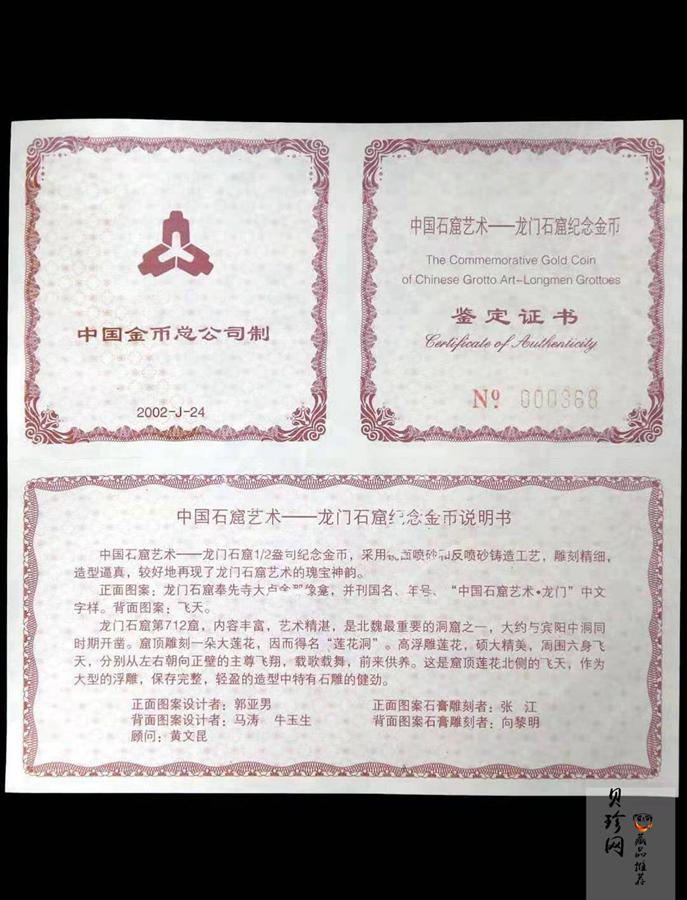 中国金币总公司制
2002-J-24
中国石窟艺术——龙门石窟纪念金币
The Commemorative Gold Coin
of Chinese Grotto Art-Longmen Grottoes
鉴定证书
Certificate of Authenticity
Nº 000368
中国石窟艺术——龙门石窟纪念金币说明书
中国石窟艺术——龙门石窟1/2盎司纪念金币，采用 面喷砂和反喷砂铸造工艺，雕刻精细，
造型逼真，较好地再现了龙门石窟艺术的瑰宝神韵。
正面图案：龙门石窟奉先寺大卢 像龛，并刊国名、年号、“中国石窟艺术•龙门”中文
字样。背面图案：飞天。
龙门石窟第712窟，内容丰富，艺术精湛，是北魏最重要的洞窟之一，大约与宾阳中洞同
时期开凿。窟顶雕刻一朵大莲花，因而得名“莲花洞”。高浮雕莲花，硕大精美，周围六身飞
天，分别从左右朝向正壁的主尊飞翔，载歌载舞，前来供养。这是窟顶莲花北侧的飞天，作为
大型的浮雕，保存完整，轻盈的造型中特有石雕的健劲。
正面图案设计者：郭亚男
正面图案石膏雕刻者：张 江
背面图案设计者：马涛 牛玉生
背面图案石膏雕刻者：向黎明
顾问：黄文昆
贝珍网
藏品推荐